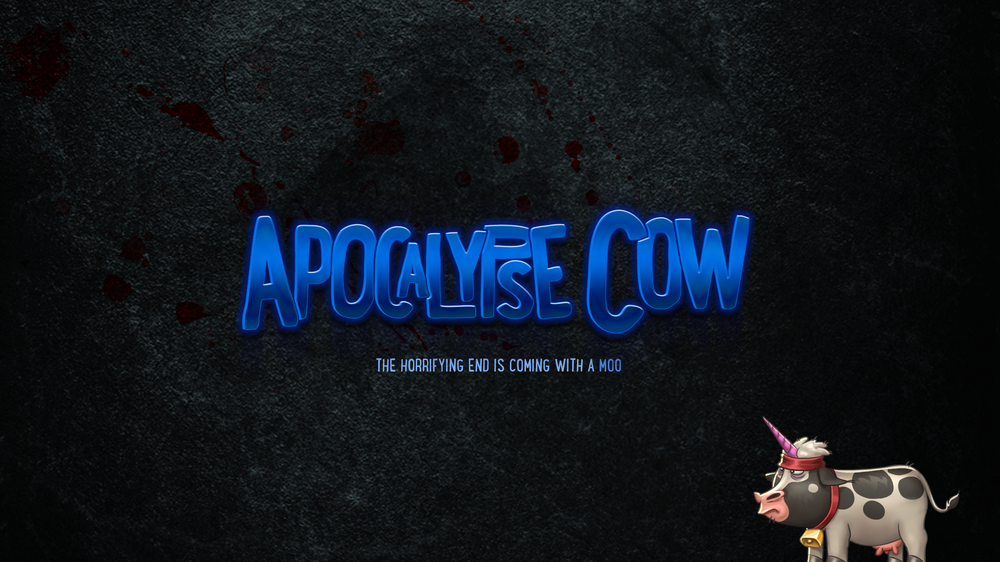 APOCALYPSE COW
THE HORRIFYING END IS COMING WITH A MOO